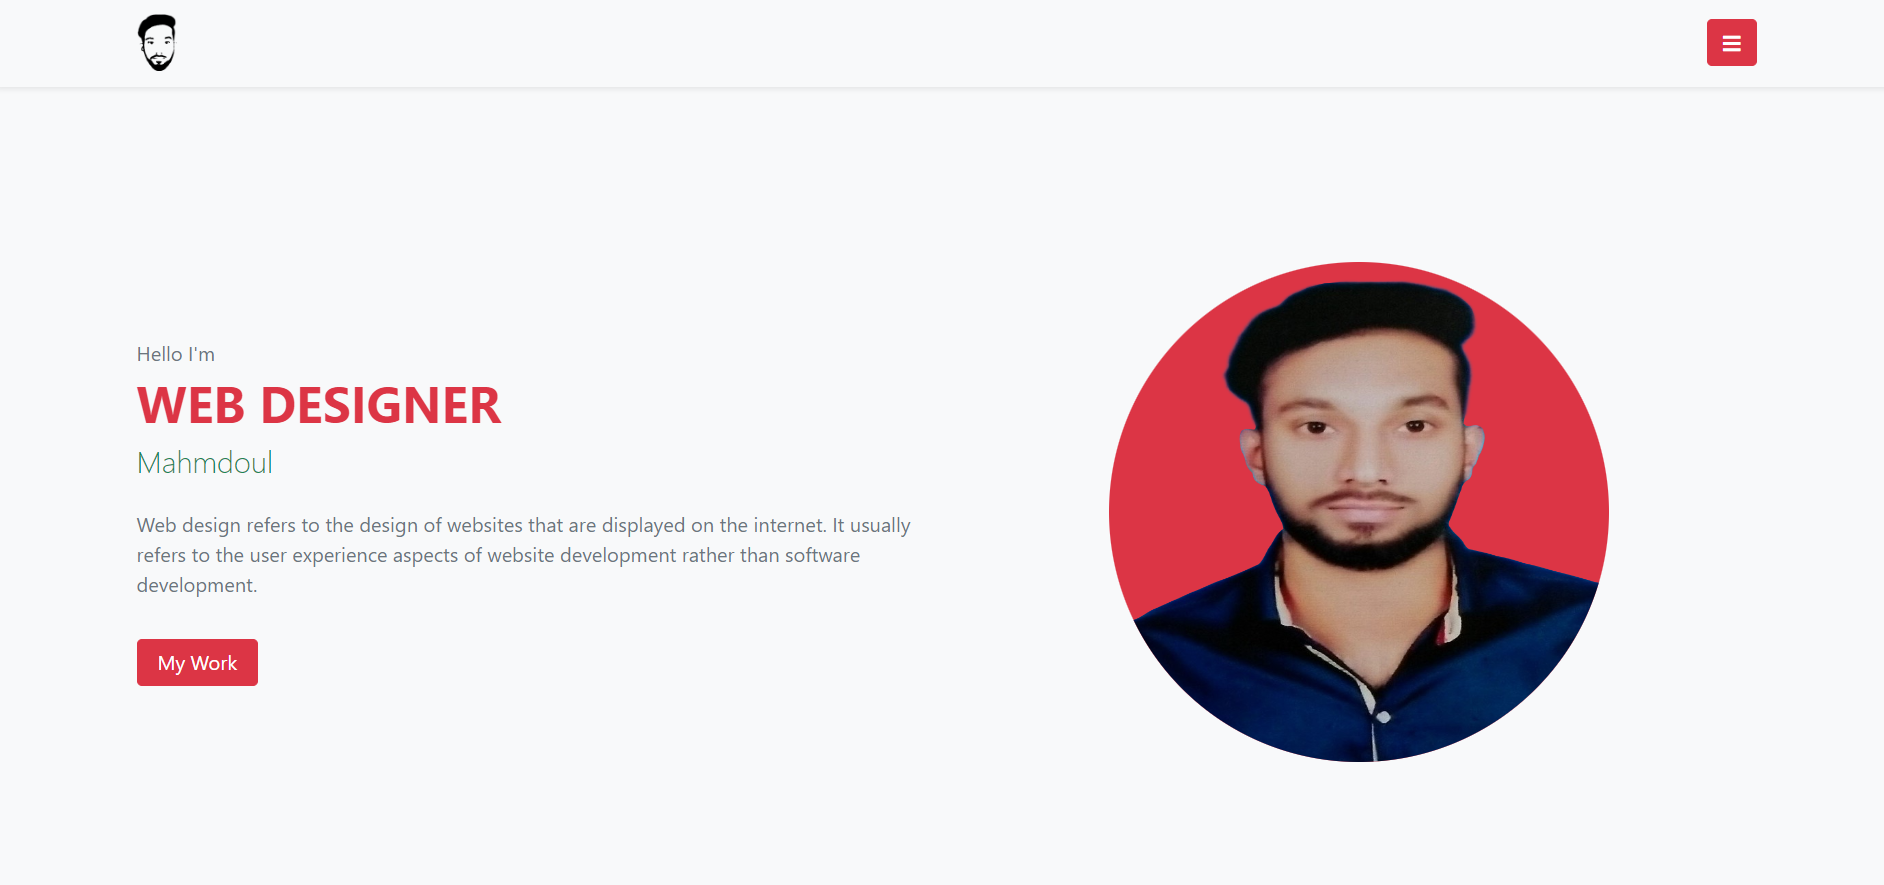 Hello I'm
WEB DESIGNER
Mahmdoul
Web design refers to the design of websites that are displayed on the internet. It usually
refers to the user experience aspects of website development rather than software
development.
My Work